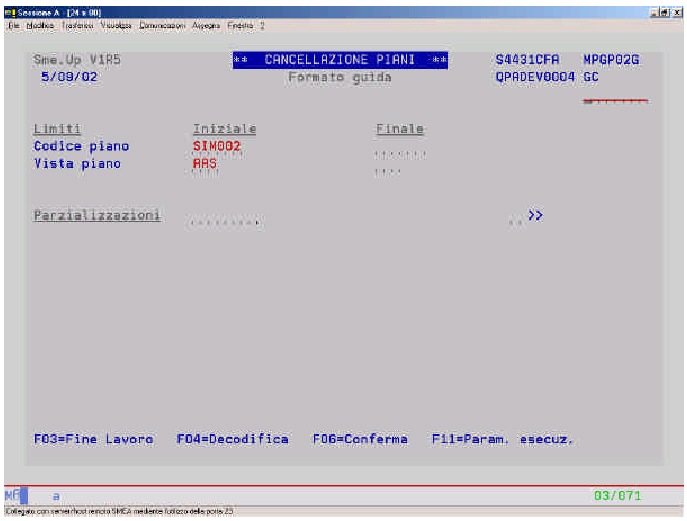 Sessione A - [24 x 80]
File Modifica Trasferisci Visualizza Comunicazioni Assegna Finestra ?
Sme.Up V1R5 ** CANCELLAZIONE PIANI ** S4431CFA MPGP02G
5/09/02 Formato guida QPADEV0004 GC
Limiti Iniziale Finale
Codice piano SIM002
Vista piano AAS
Parzializzazioni >>
F03=Fine Lavoro F04=Decodifica F06=Conferma F11=Param. esecuz.
a 03/071
Collegato con server/host remoto SMEA mediante l'utilizzo della porta 23